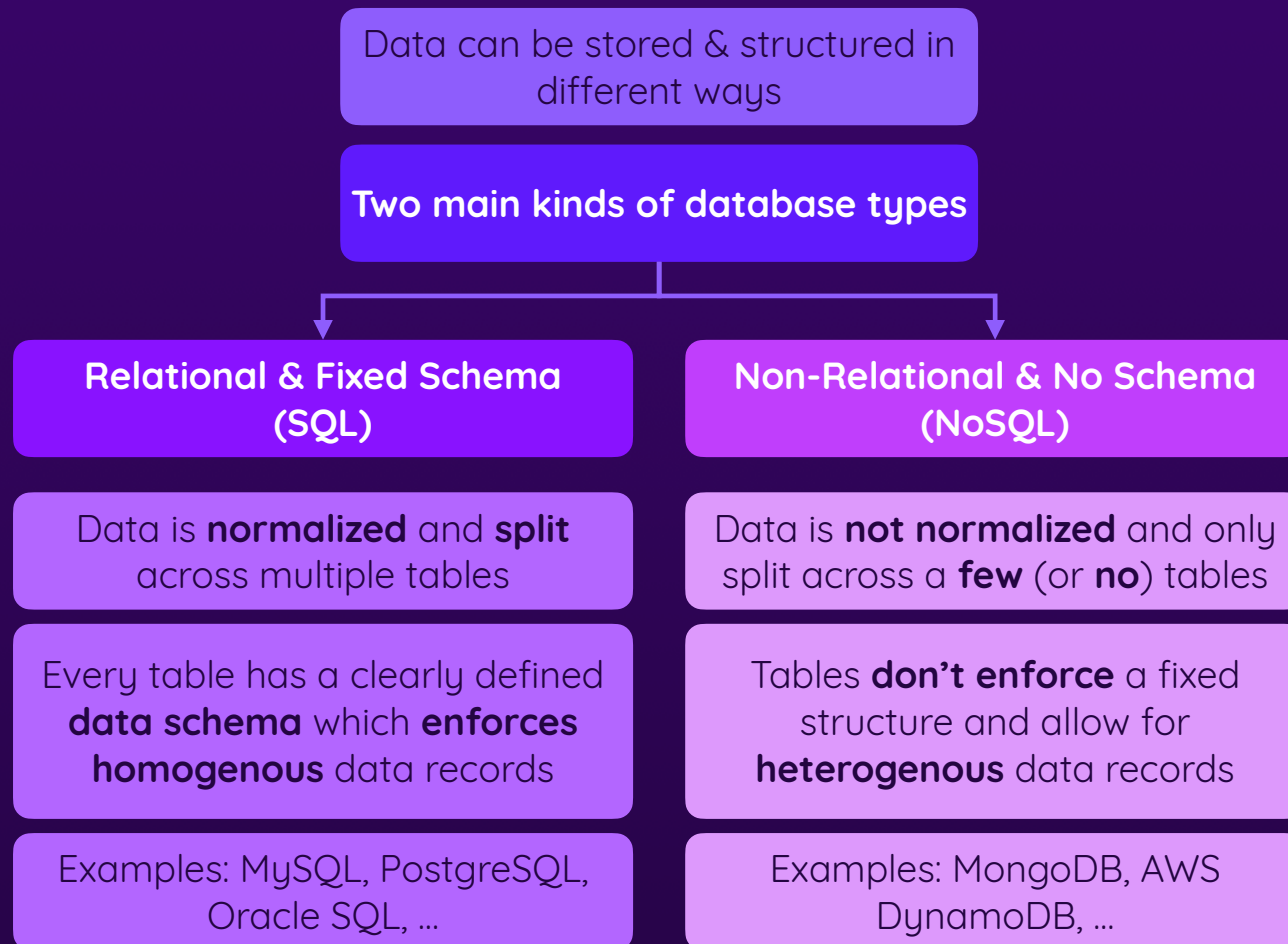 Data can be stored & structured in
different ways
Two main kinds of database types
Relational & Fixed Schema
(SQL)
Data is normalized and split
across multiple tables
Every table has a clearly defined
data schema which enforces
homogenous data records
Examples: MySQL, PostgreSQL,
Oracle SQL, ...
Non-Relational & No Schema
(NoSQL)
Data is not normalized and only
split across a few (or no) tables
Tables don’t enforce a fixed
structure and allow for
heterogenous data records
Examples: MongoDB, AWS
DynamoDB, ...